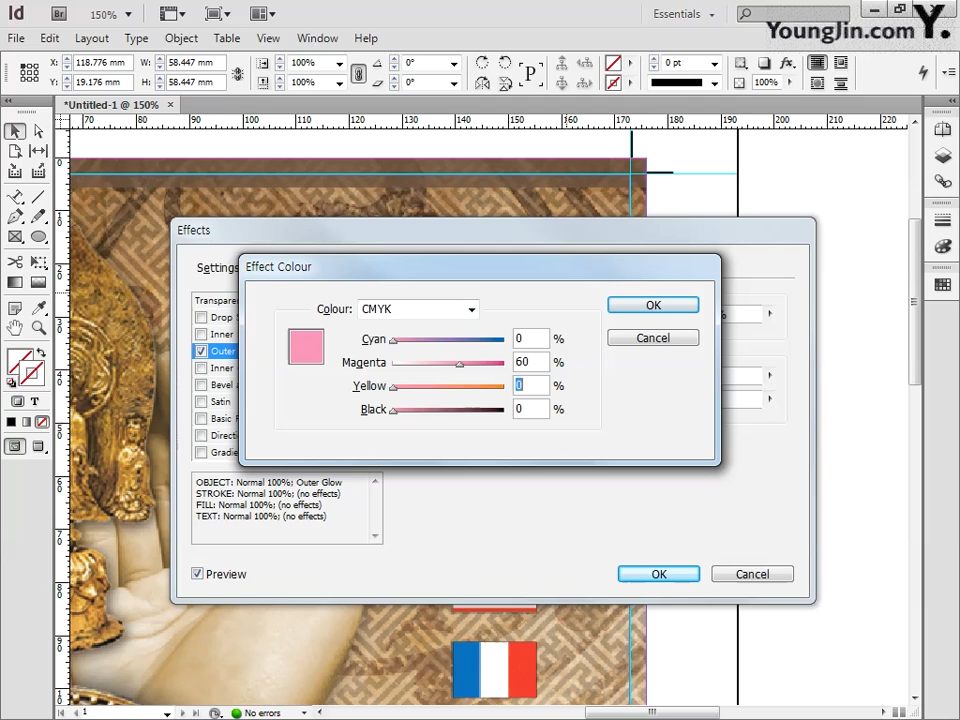 Id Br 150% Essentials
Younglin.com Y.
File Edit Layout Type Object Table View Window Help
X: 118.776 mm W: 58.447 mm 100% 0° P 0 pt fx.
Y: 19.176 mm H: 58.447 mm 100% 0° 100%
*Untitled-1 @ 150% ×
70 80 90 100 110 120 130 140 150 160 170 180 190 200 210 220
Effects
Settings
Effect Colour
Transpare
Drop S
Inner
Outer
Inner
Bevel a
Satin
Basic F
Directi
Gradie
Colour: CMYK
Cyan 0 %
Magenta 60 %
Yellow 0 %
Black 0 %
OK
Cancel
%
OBJECT: Normal 100%; Outer Glow
STROKE: Normal 100%; (no effects)
FILL: Normal 100%; (no effects)
TEXT: Normal 100%; (no effects)
Preview
OK Cancel
1 No errors